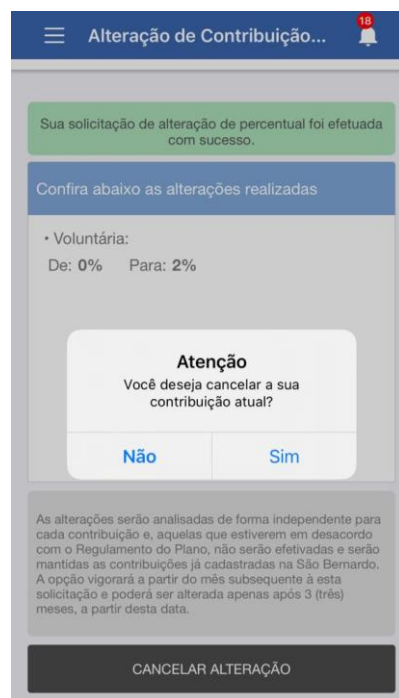 Alteração de Contribuição...
18
Sua solicitação de alteração de percentual foi efetuada
com sucesso.
Confira abaixo as alterações realizadas
• Voluntária:
De: 0% Para: 2%
Atenção
Você deseja cancelar a sua
contribuição atual?
Não Sim
As alterações serão analisadas de forma independente para
cada contribuição e, aquelas que estiverem em desacordo
com o Regulamento do Plano, não serão efetivadas e serão
mantidas as contribuições já cadastradas na São Bernardo.
A opção vigorará a partir do mês subsequente à esta
solicitação e poderá ser alterada apenas após 3 (três)
meses, a partir desta data.
CANCELAR ALTERAÇÃO